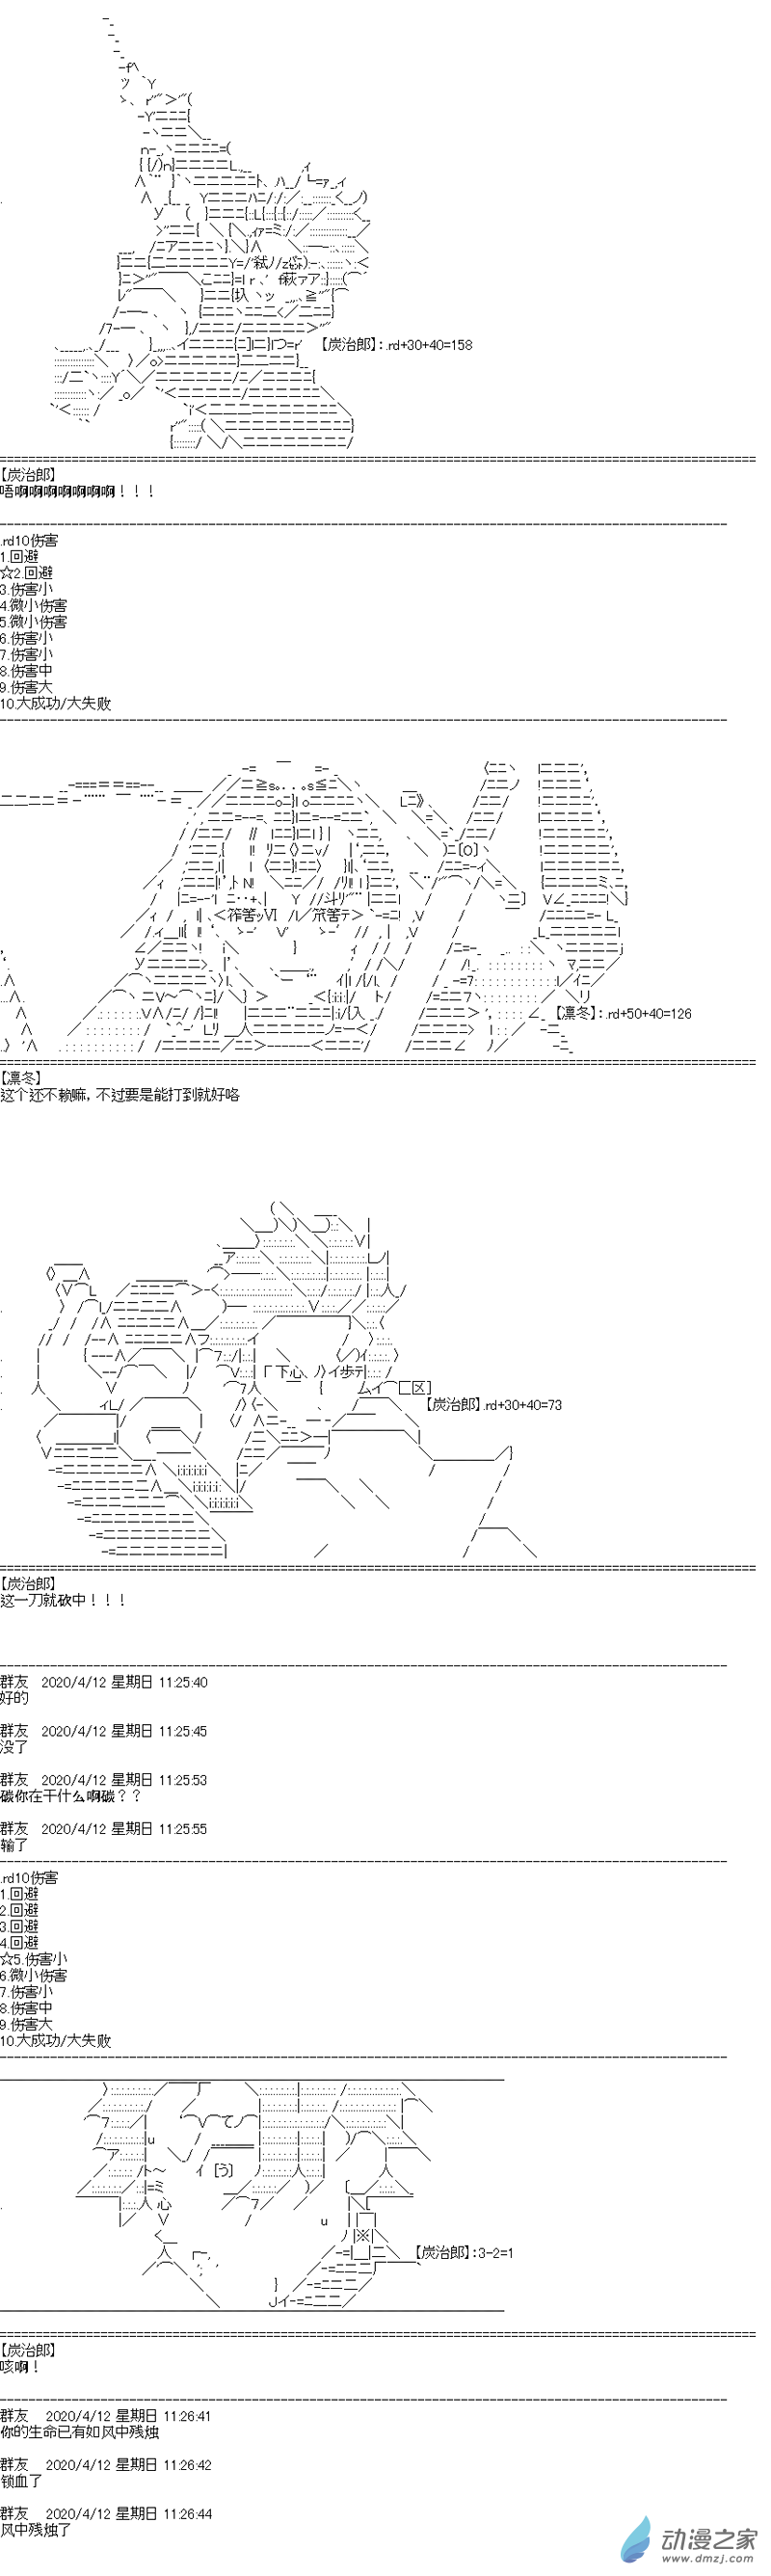 【炭治郎】：.rd+30+40=158
【炭治郎】
唔啊啊啊啊啊啊啊！！！
.rd10伤害
1.回避
☆2.回避
3.伤害小
4.微小伤害
5.微小伤害
6.伤害小
7.伤害小
8.伤害中
9.伤害大
10.大成功/大失败
【凛冬】：.rd+50+40=126
【凛冬】
这个还不赖嘛，不过要是能打到就好咯
【炭治郎】.rd+30+40=73
【炭治郎】
这一刀就砍中！！！
群友 2020/4/12 星期日 11:25:40
好的
群友 2020/4/12 星期日 11:25:45
没了
群友 2020/4/12 星期日 11:25:53
碳你在干什么啊碳？？
群友 2020/4/12 星期日 11:25:55
输了
.rd10伤害
1.回避
2.回避
3.回避
4.回避
☆5.伤害小
6.微小伤害
7.伤害小
8.伤害中
9.伤害大
10.大成功/大失败
【炭治郎】：3-2=1
【炭治郎】
咳啊！
群友 2020/4/12 星期日 11:26:41
你的生命已有如风中残烛
群友 2020/4/12 星期日 11:26:42
锁血了
群友 2020/4/12 星期日 11:26:44
风中残烛了
动漫之家
www.dmzj.com